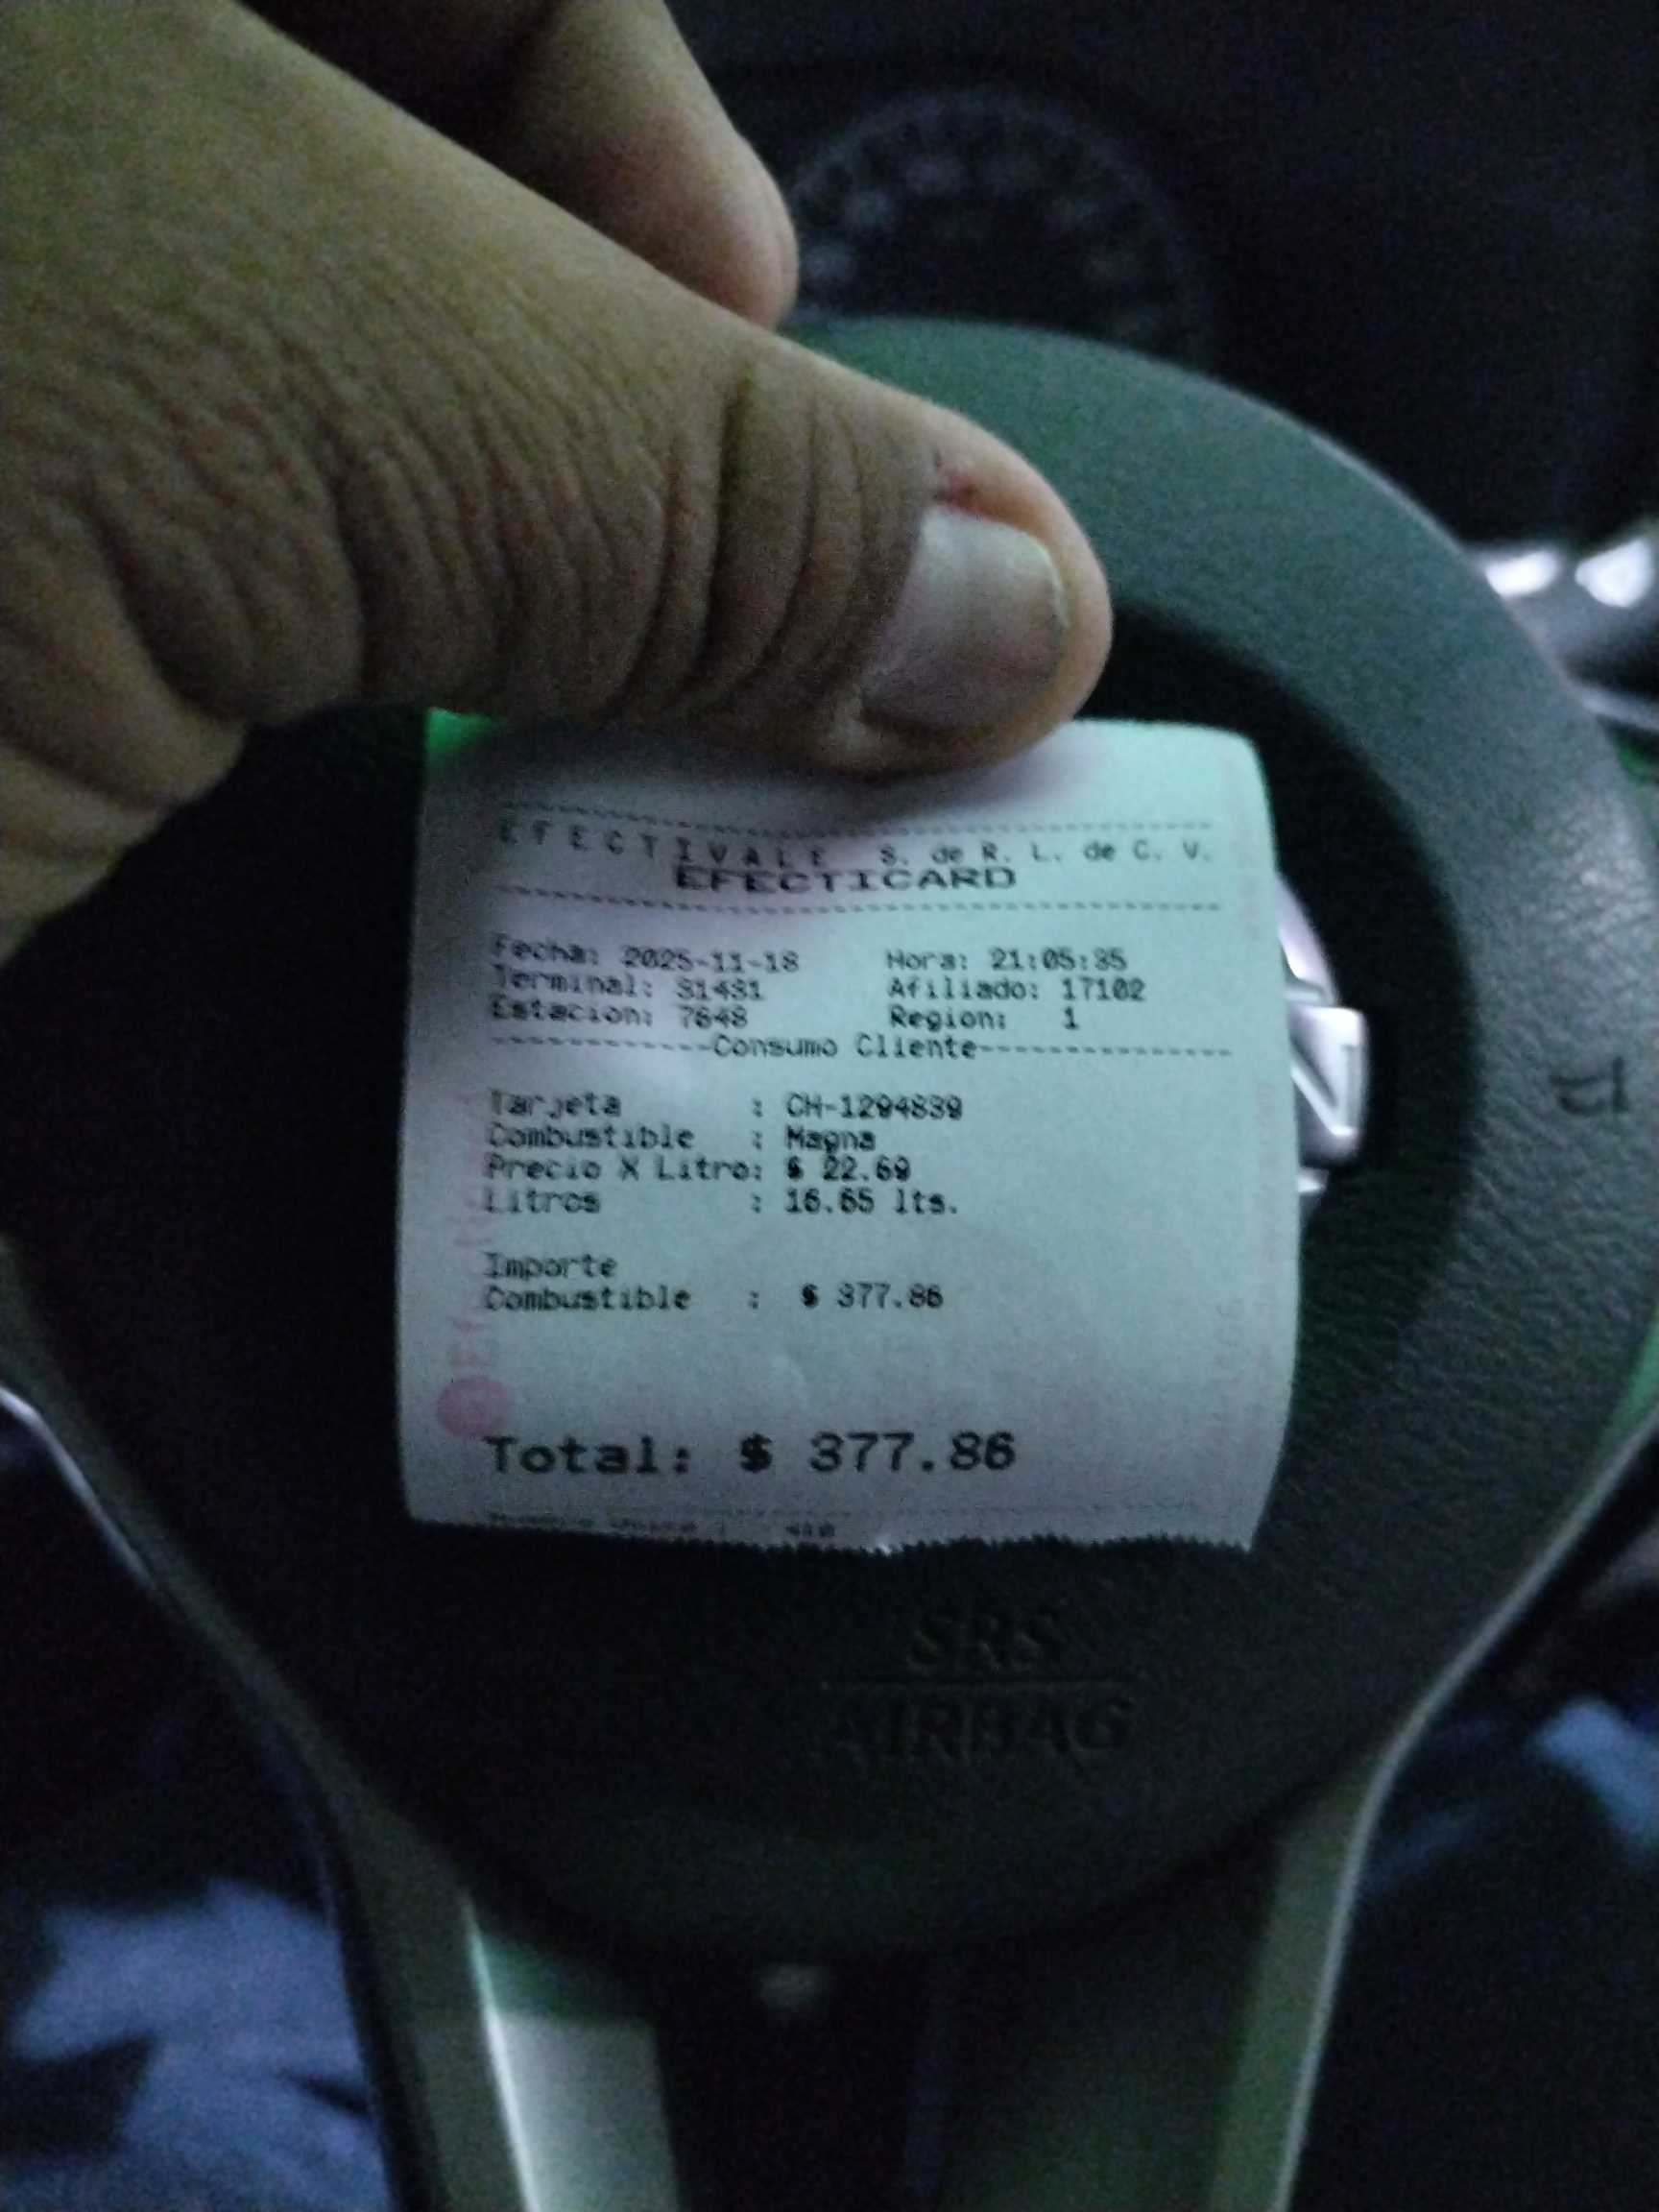 EFECTIVALE S. de R. L. de C. V.
EFECTICARD
Fecha: 2025-11-18 Hora: 21:05:35
Terminal: 31431 Afiliado: 17102
Estacion: 7648 Region: 1
------------Consumo Cliente---------------
Tarjeta : CH-1294839
Combustible : Magna
Precio X Litro: $ 22.69
Litros : 16.65 lts.
Importe
Combustible : $ 377.86
Total: $ 377.86
SRS
AIRBAG